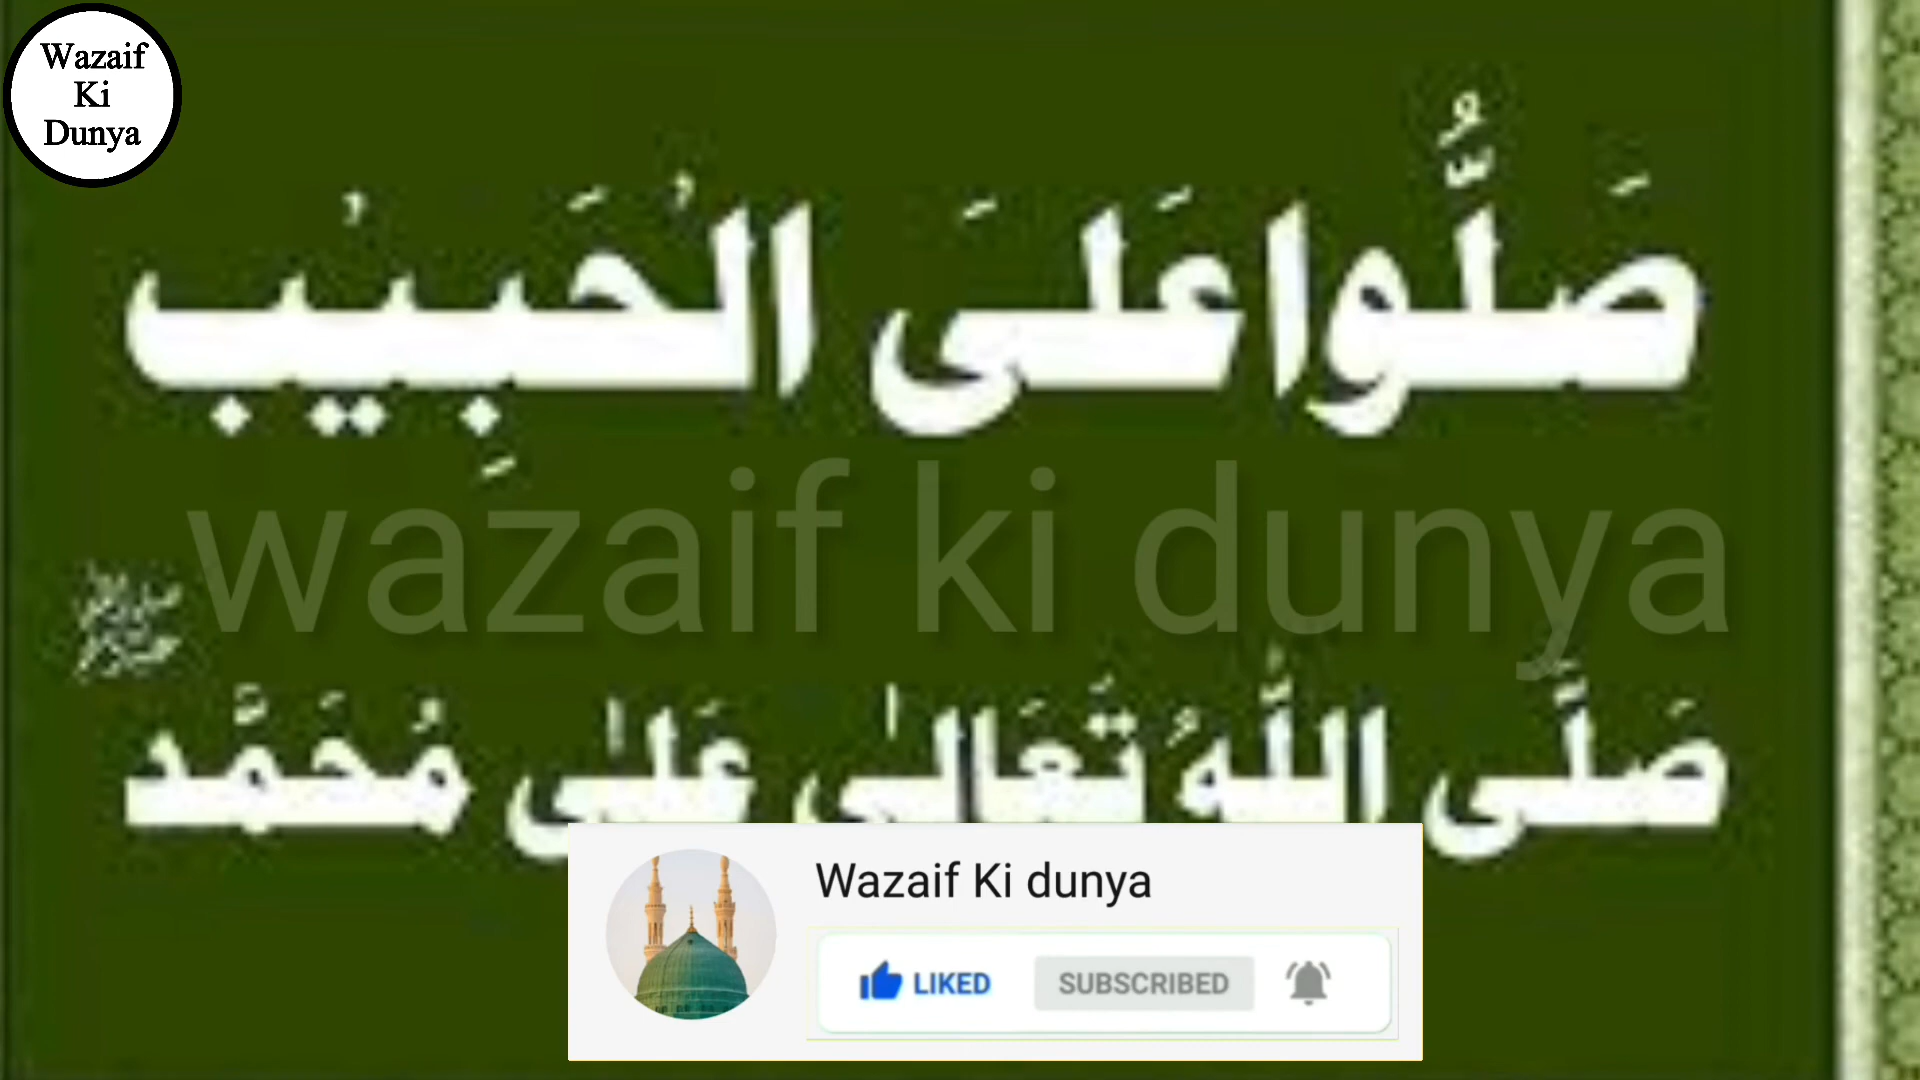 Wazaif
Ki
Dunya
صَلُّوا عَلَى الْحَبِيْب
wazaif ki dunya
صَلَّى اللَّهُ تَعَالٰى عَلٰى مُحَمَّد
Wazaif Ki dunya
LIKED SUBSCRIBED